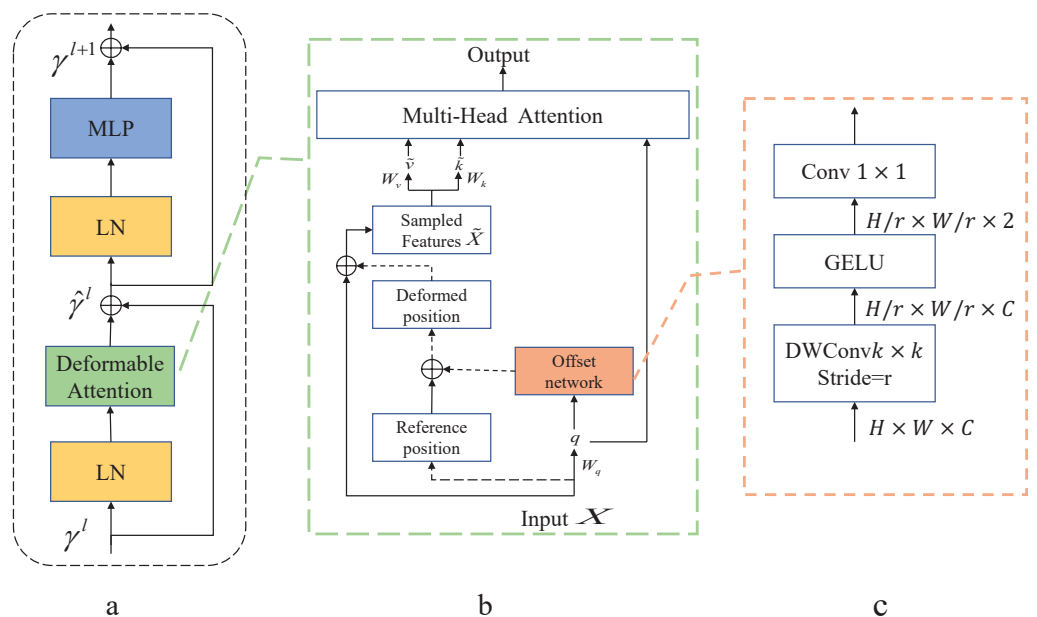 γ^{l+1}
MLP
LN
γ̂^l
Deformable
Attention
LN
γ^l
a
Output
Multi-Head Attention
ṽ
k̃
W_v
W_k
Sampled
Features X̃
Deformed
position
Offset
network
Reference
position
q
W_q
Input X
b
Conv 1 × 1
H/r × W/r × 2
GELU
H/r × W/r × C
DWConvk × k
Stride=r
H × W × C
c